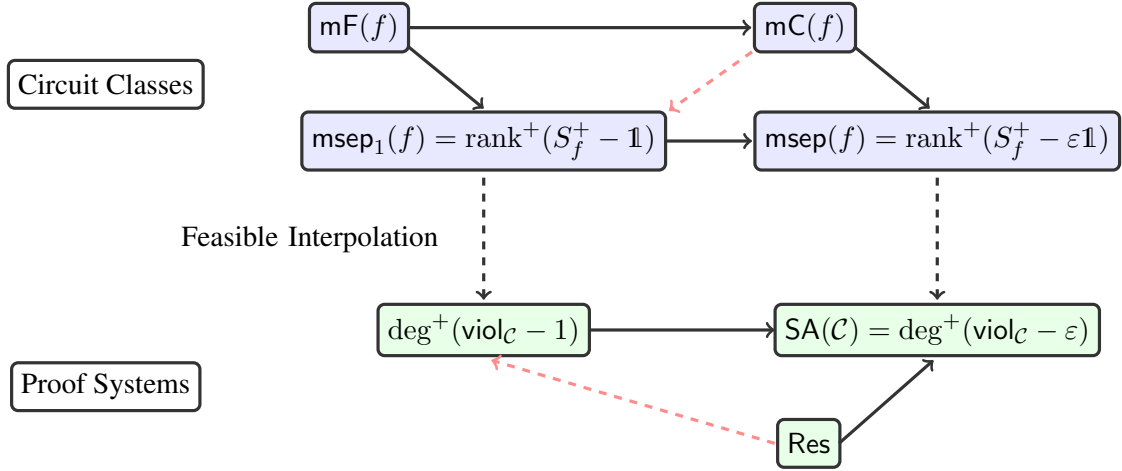 mF(f) mC(f)
Circuit Classes
msep₁(f) = rank⁺(S_f⁺ − 𝟙) msep(f) = rank⁺(S_f⁺ − ε𝟙)
Feasible Interpolation
deg⁺(viol_𝒞 − 1) SA(𝒞) = deg⁺(viol_𝒞 − ε)
Proof Systems
Res